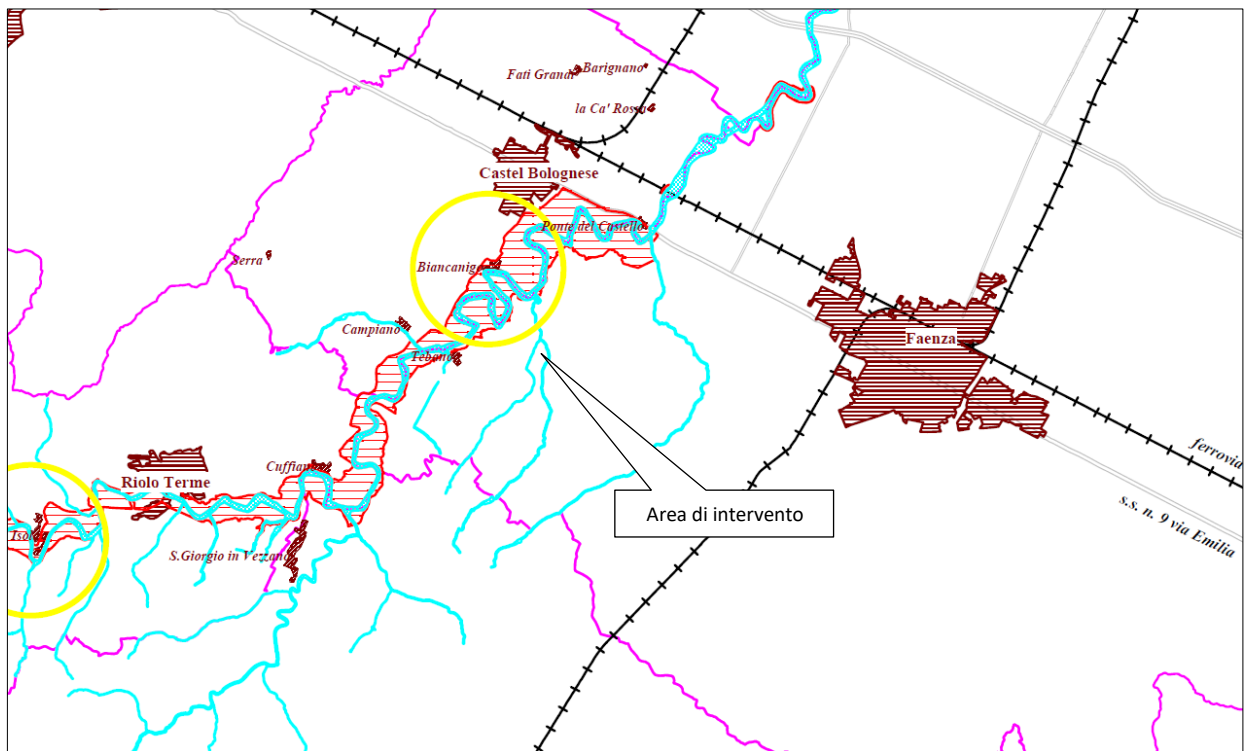 Fati Grandi
Barignano
la Ca' Rossa
Castel Bolognese
Ponte del Castello
Serra
Biancanigo
Campiano
Tebano
Faenza
ferrovia
Cuffiano
Riolo Terme
Area di intervento
s.s. n. 9 via Emilia
Isola
S.Giorgio in Vezzano